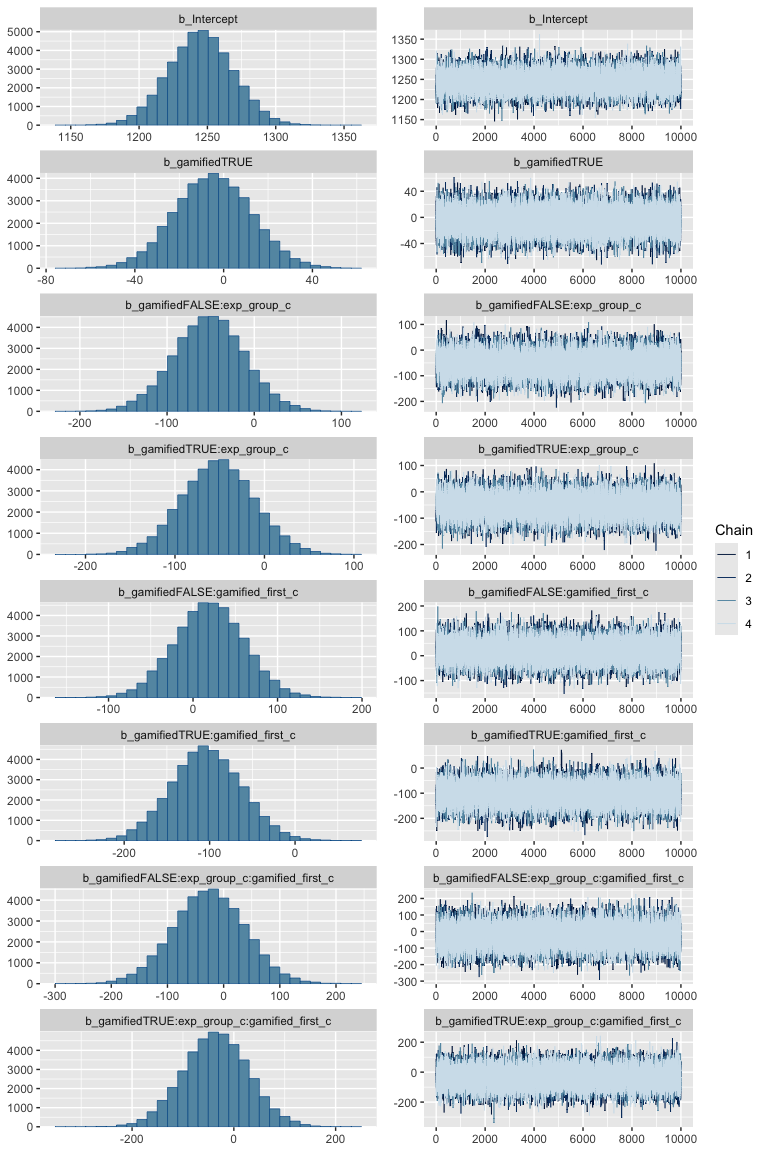 b_Intercept
b_Intercept
5000
4000
3000
2000
1000
0
1150 1200 1250 1300 1350
1350
1300
1250
1200
1150
0 2000 4000 6000 8000 10000
b_gamifiedTRUE
b_gamifiedTRUE
4000
3000
2000
1000
0
-80 -40 0 40
40
0
-40
0 2000 4000 6000 8000 10000
b_gamifiedFALSE:exp_group_c
b_gamifiedFALSE:exp_group_c
4000
3000
2000
1000
0
-200 -100 0 100
100
0
-100
-200
0 2000 4000 6000 8000 10000
b_gamifiedTRUE:exp_group_c
b_gamifiedTRUE:exp_group_c
4000
3000
2000
1000
0
-200 -100 0 100
100
0
-100
-200
0 2000 4000 6000 8000 10000
Chain
1
2
3
4
b_gamifiedFALSE:gamified_first_c
b_gamifiedFALSE:gamified_first_c
4000
3000
2000
1000
0
-100 0 100 200
200
100
0
-100
0 2000 4000 6000 8000 10000
b_gamifiedTRUE:gamified_first_c
b_gamifiedTRUE:gamified_first_c
4000
3000
2000
1000
0
-200 -100 0
0
-100
-200
0 2000 4000 6000 8000 10000
b_gamifiedFALSE:exp_group_c:gamified_first_c
b_gamifiedFALSE:exp_group_c:gamified_first_c
4000
3000
2000
1000
0
-300 -200 -100 0 100 200
200
100
0
-100
-200
-300
0 2000 4000 6000 8000 10000
b_gamifiedTRUE:exp_group_c:gamified_first_c
b_gamifiedTRUE:exp_group_c:gamified_first_c
4000
3000
2000
1000
0
-200 0 200
200
0
-200
0 2000 4000 6000 8000 10000